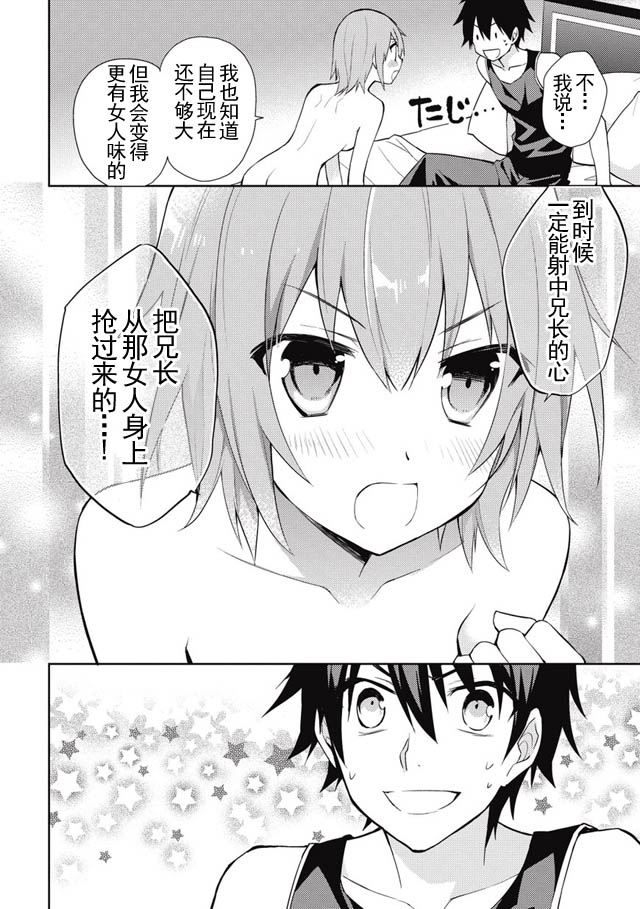 不…
我说…
たじ…
我也知道
自己现在
还不够大
但我会变得
更有女人味的
到时候
一定能射中兄长的心
把兄长
从那女人身上
抢过来的…！